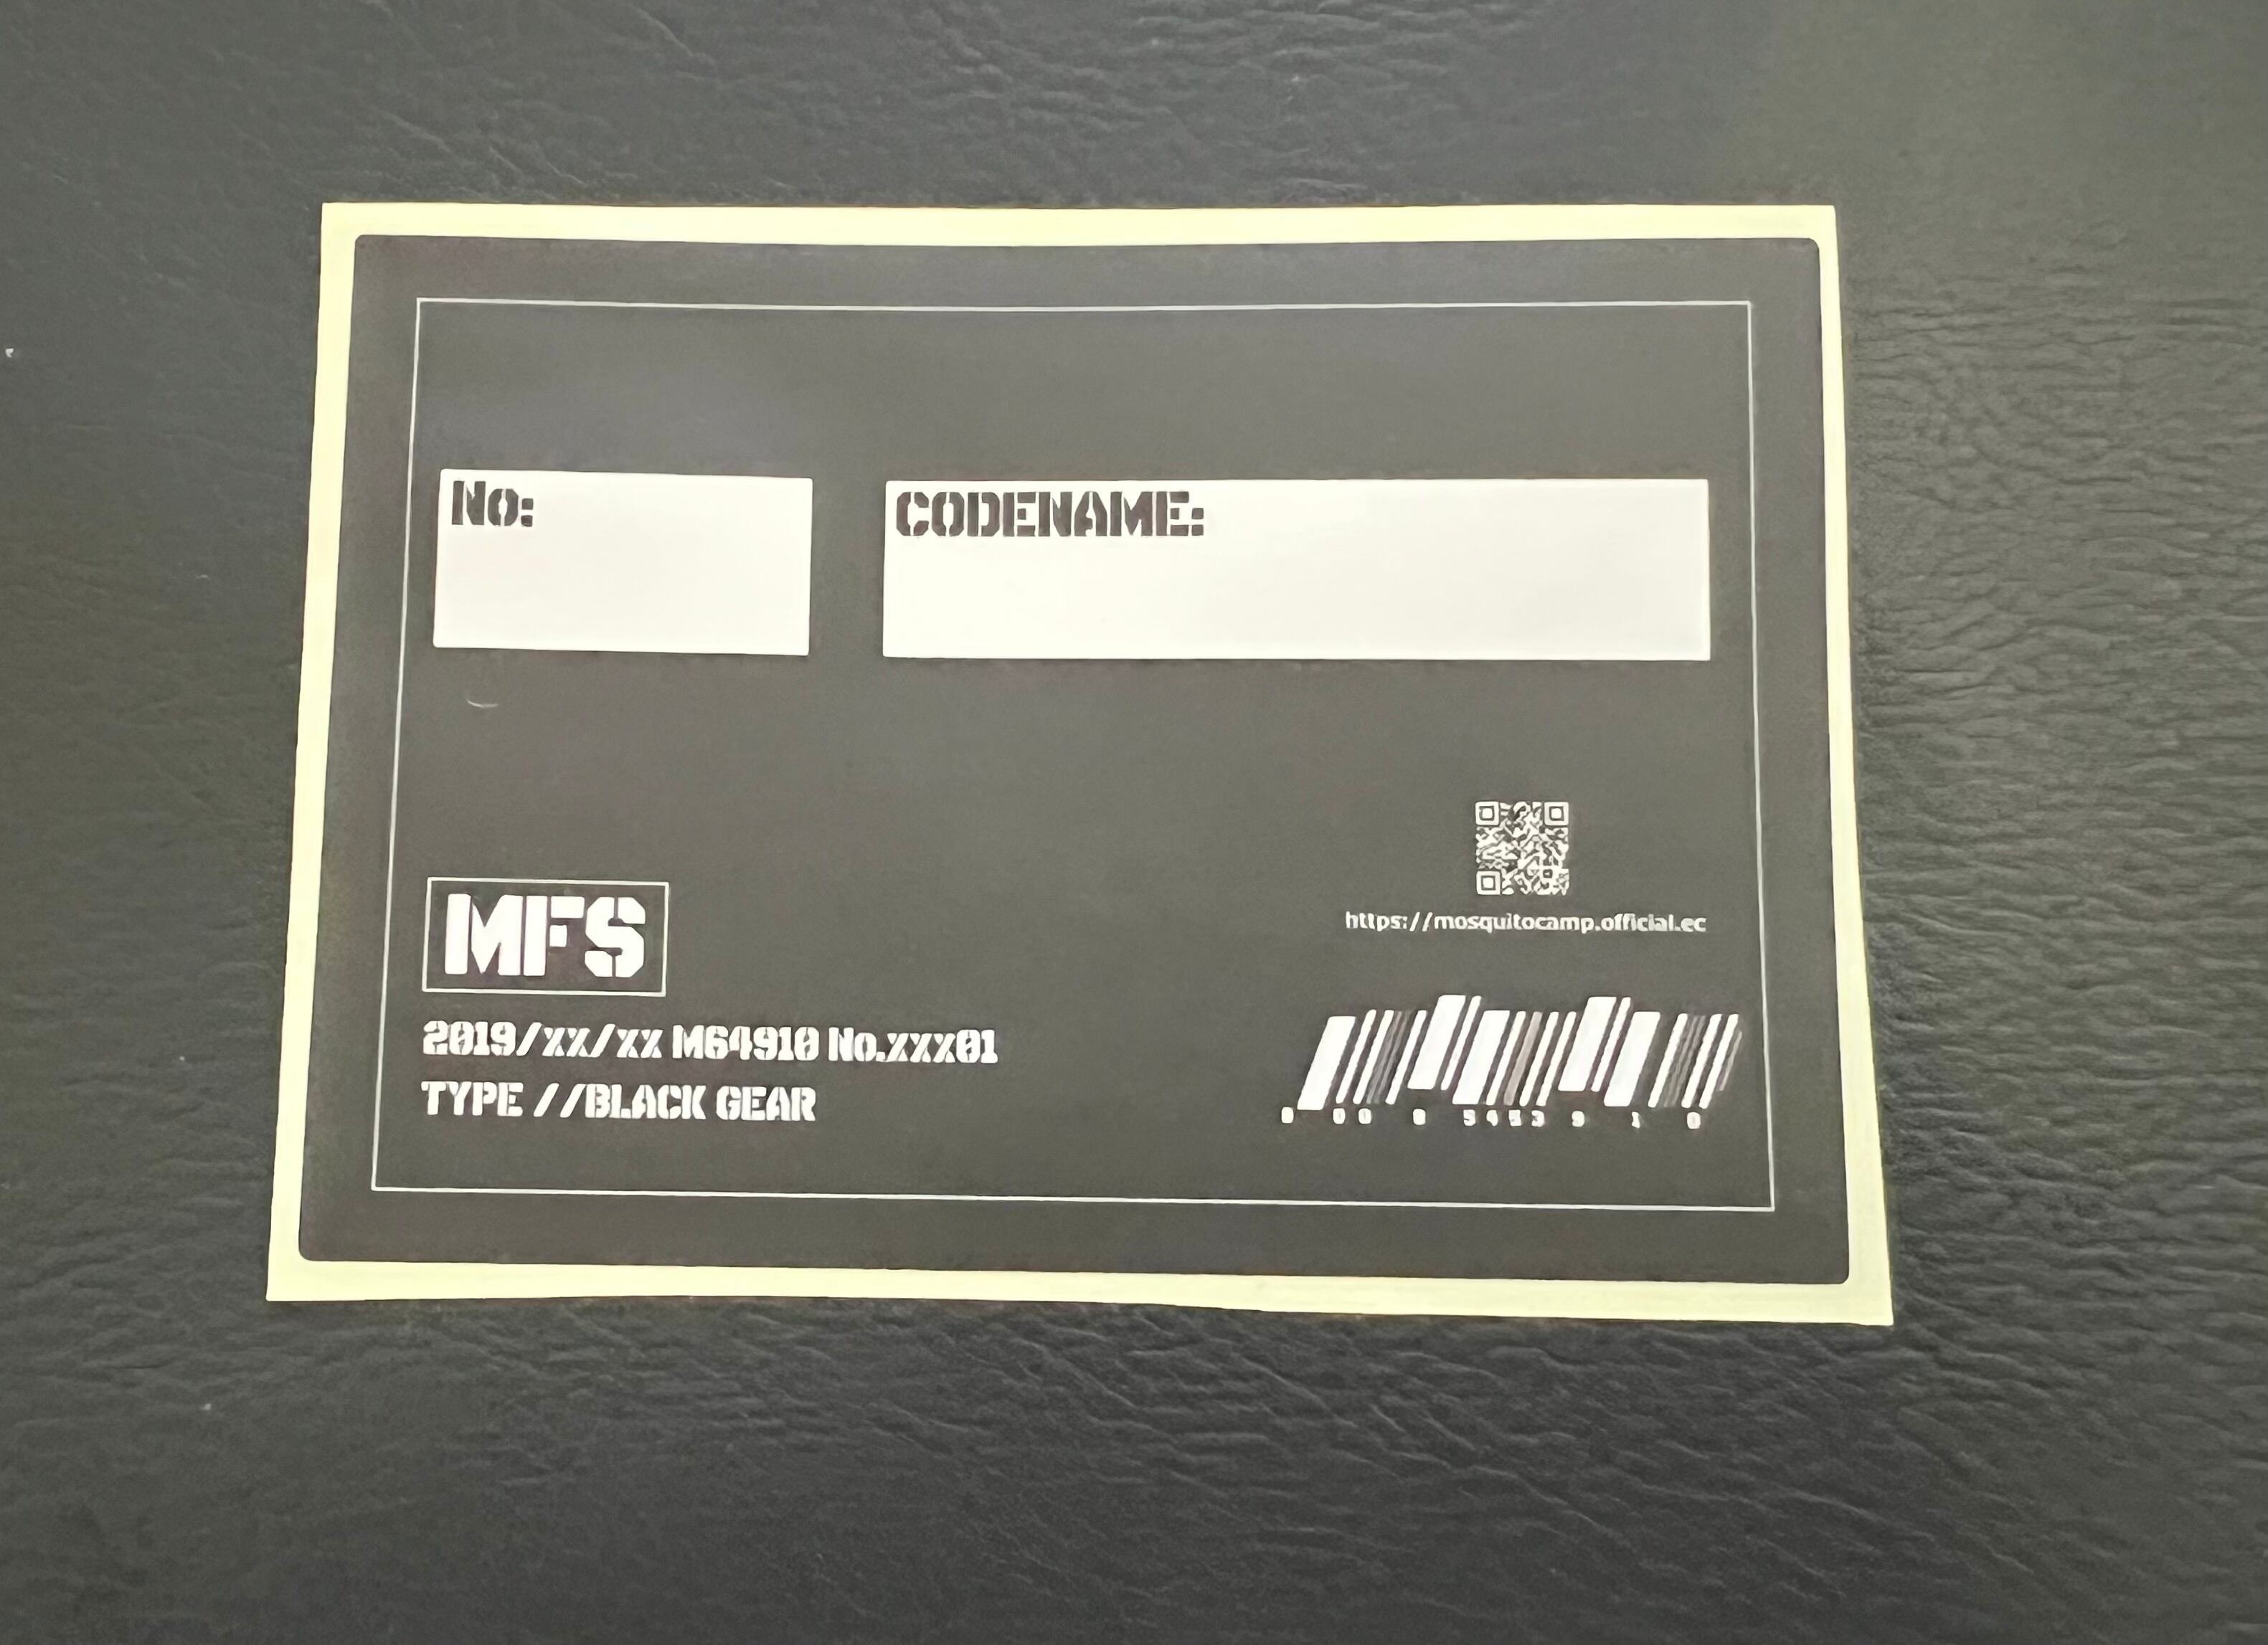 No:
CODENAME:
https://mosquitocamp.official.ec
MFS
2019/xx/xx M64910 No.xxx01
TYPE //BLACK GEAR